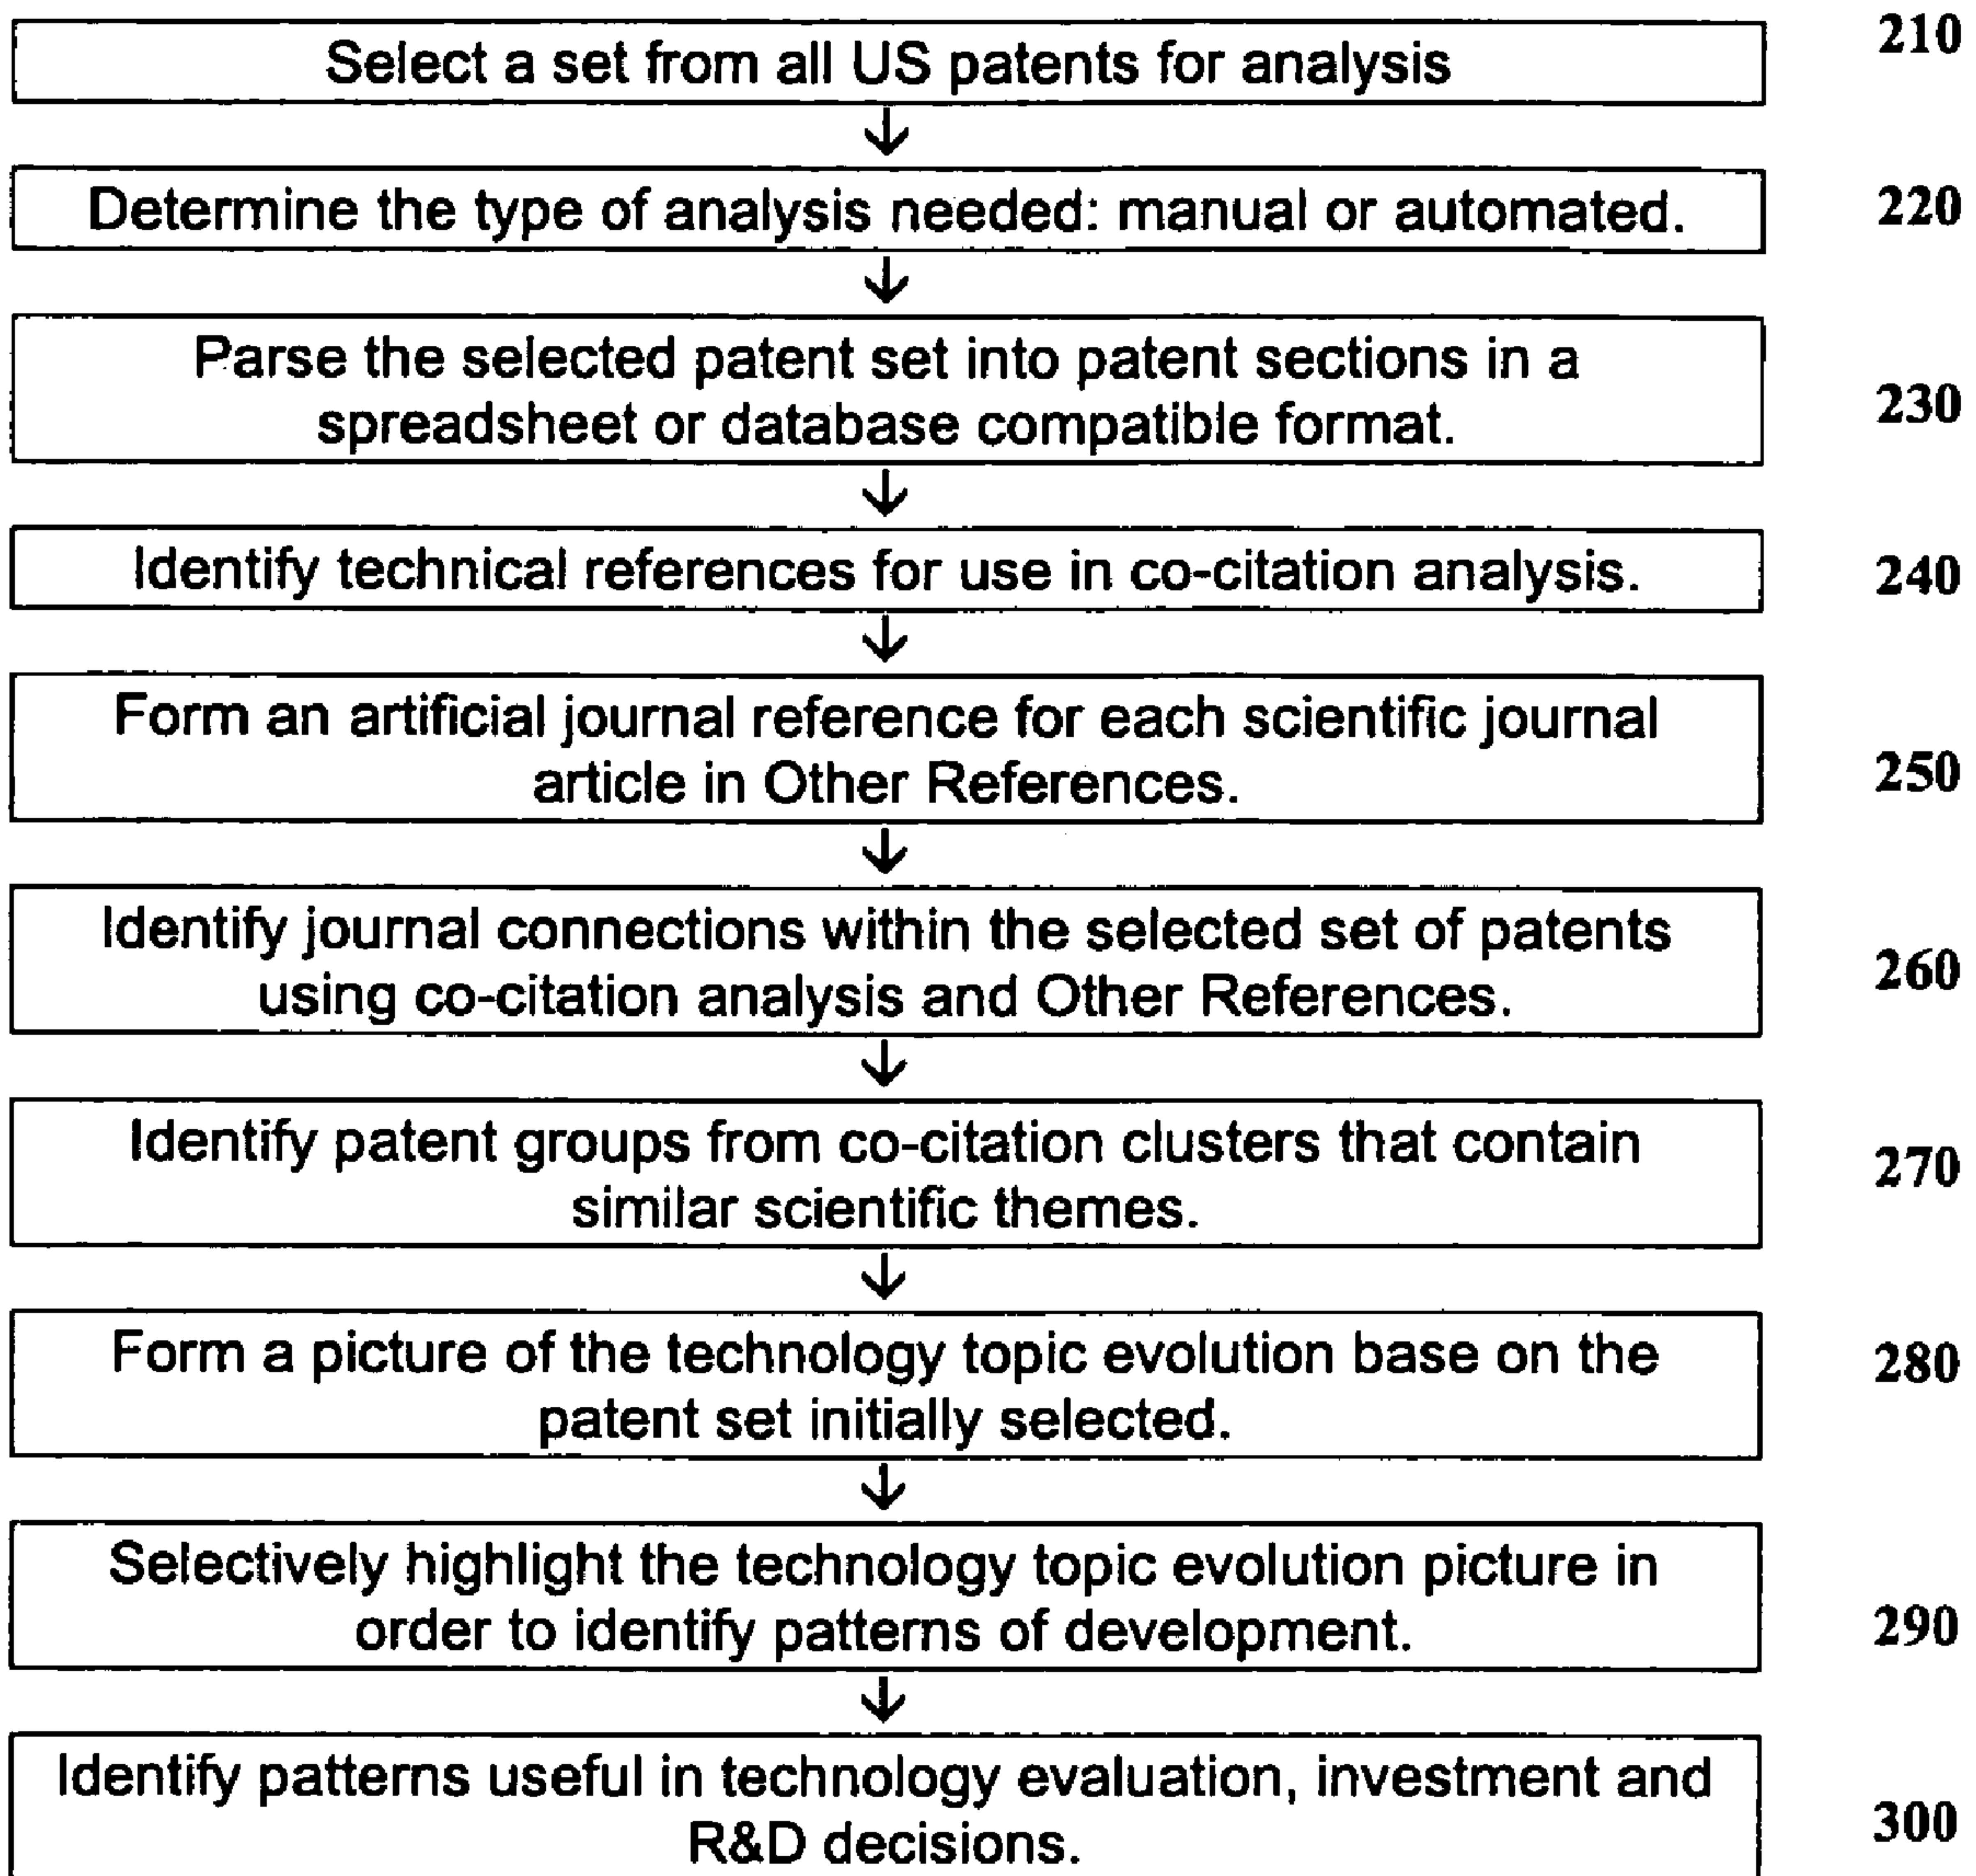 210
Select a set from all US patents for analysis
Determine the type of analysis needed: manual or automated.
220
Parse the selected patent set into patent sections in a
spreadsheet or database compatible format.
230
Identify technical references for use in co-citation analysis.
240
Form an artificial journal reference for each scientific journal
article in Other References.
250
Identify journal connections within the selected set of patents
using co-citation analysis and Other References.
260
Identify patent groups from co-citation clusters that contain
similar scientific themes.
270
Form a picture of the technology topic evolution base on the
patent set initially selected.
280
Selectively highlight the technology topic evolution picture in
order to identify patterns of development.
290
Identify patterns useful in technology evaluation, investment and
R&D decisions.
300